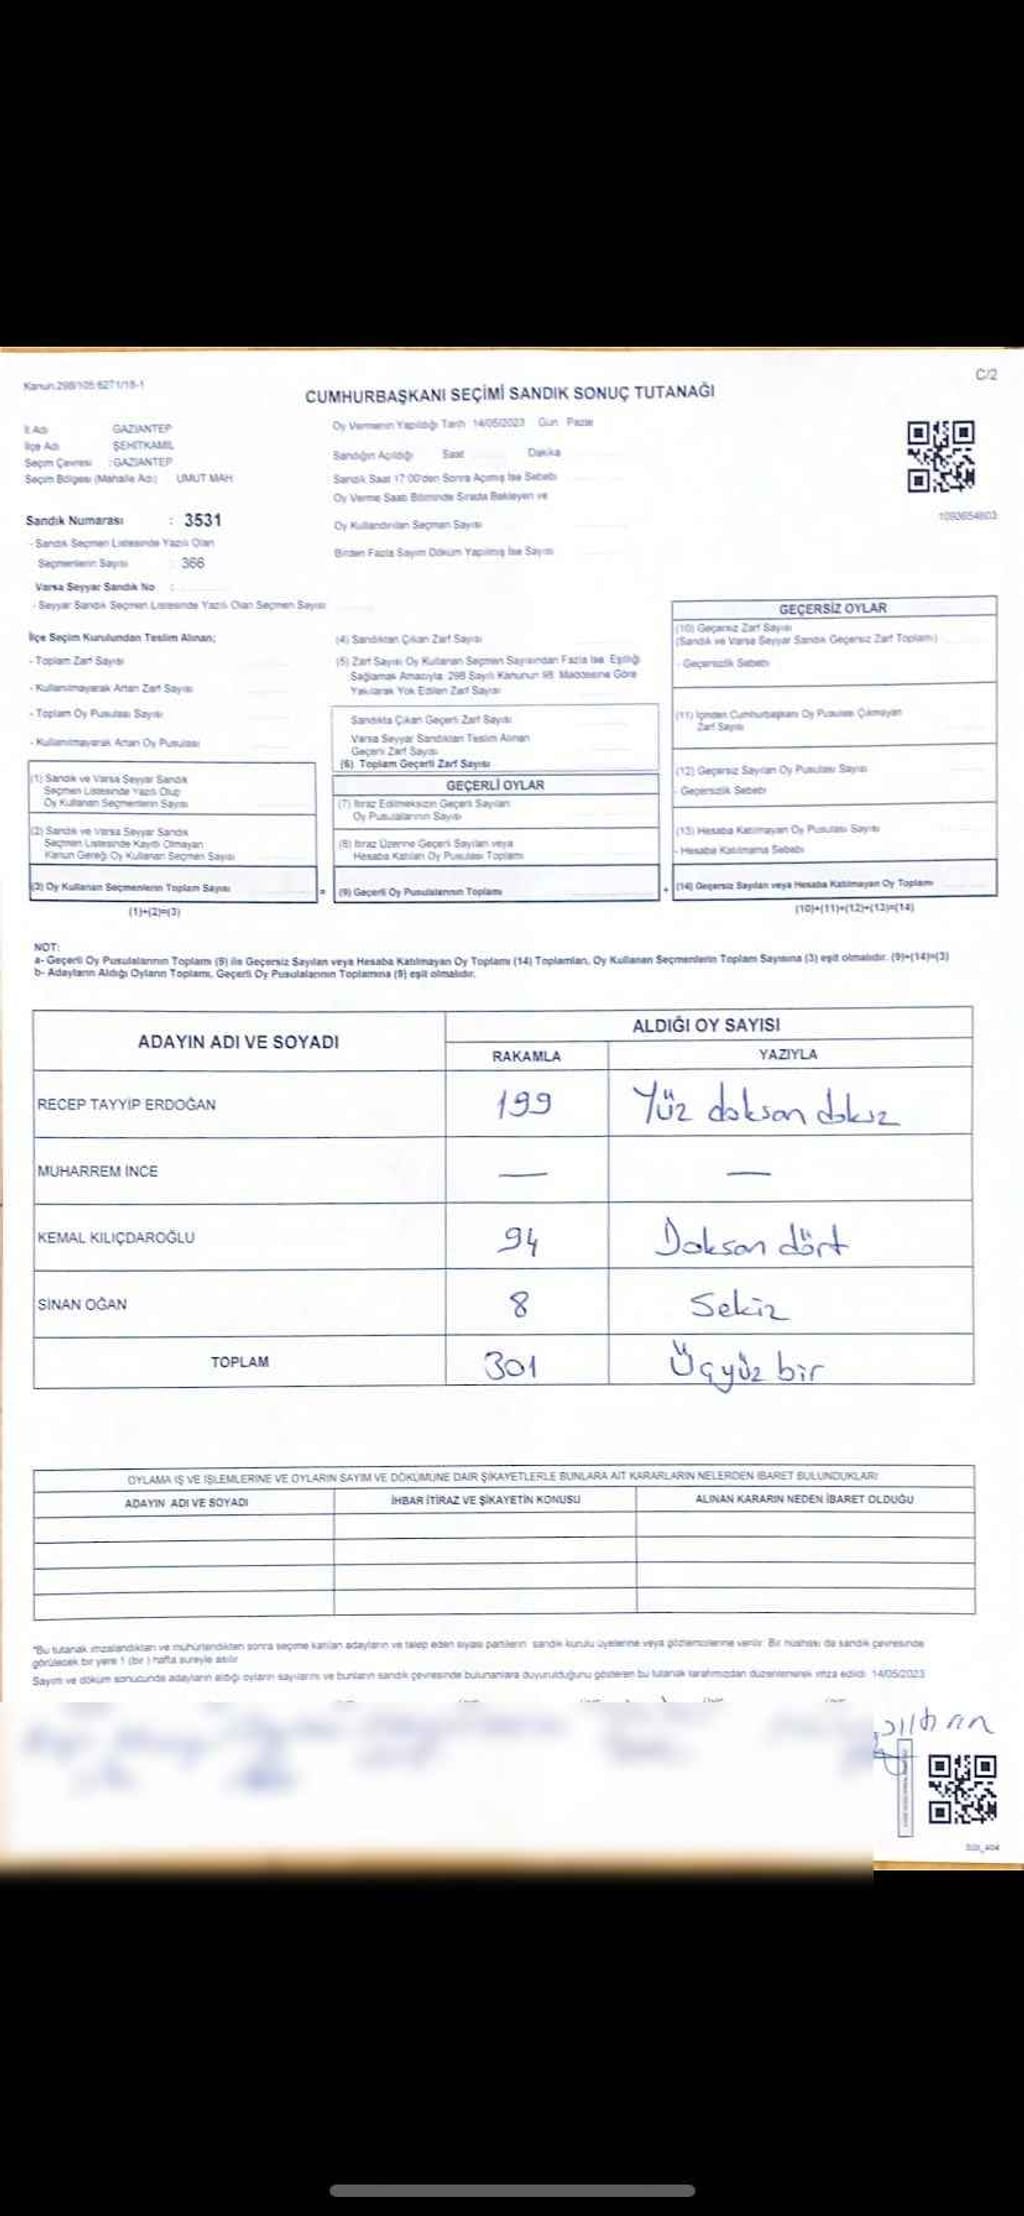 Kanun:298/105 6271/18-1
C/2
CUMHURBAŞKANI SEÇİMİ SANDIK SONUÇ TUTANAĞI
İl Adı GAZİANTEP
İlçe Adı ŞEHİTKAMİL
Seçim Çevresi :GAZİANTEP
Seçim Bölgesi (Mahalle Adı) UMUT MAH
Oy Vermenin Yapıldığı Tarih 14/05/2023 Gün Pazar
Sandığın Açıldığı Saat Dakika
Sandık Saat 17:00'den Sonra Açılmış İse Sebebi
Oy Verme Saati Bitiminde Sırada Bekleyen ve
Oy Kullandırılan Seçmen Sayısı
Birden Fazla Sayım Döküm Yapılmış İse Sayısı
1093654803
Sandık Numarası : 3531
- Sandık Seçmen Listesinde Yazılı Olan
Seçmenlerin Sayısı : 366
Varsa Seyyar Sandık No :
- Seyyar Sandık Seçmen Listesinde Yazılı Olan Seçmen Sayısı
İlçe Seçim Kurulundan Teslim Alınan;
- Toplam Zarf Sayısı
- Kullanılmayarak Artan Zarf Sayısı
- Toplam Oy Pusulası Sayısı
- Kullanılmayarak Artan Oy Pusulası
(1) Sandık ve Varsa Seyyar Sandık
Seçmen Listesinde Yazılı Olup
Oy Kullanan Seçmenlerin Sayısı
(2) Sandık ve Varsa Seyyar Sandık
Seçmen Listesinde Kayıtlı Olmayan
Kanun Gereği Oy Kullanan Seçmen Sayısı
(3) Oy Kullanan Seçmenlerin Toplam Sayısı
(1)+(2)=(3)
(4) Sandıktan Çıkan Zarf Sayısı
(5) Zarf Sayısı Oy Kullanan Seçmen Sayısından Fazla İse, Eşitliği
Sağlamak Amacıyla 298 Sayılı Kanunun 98. Maddesine Göre
Yakılarak Yok Edilen Zarf Sayısı
Sandıkta Çıkan Geçerli Zarf Sayısı
Varsa Seyyar Sandıktan Teslim Alınan
Geçerli Zarf Sayısı
(6) Toplam Geçerli Zarf Sayısı
GEÇERLİ OYLAR
(7) İtiraz Edilmeksizin Geçerli Sayılan
Oy Pusulalarının Sayısı
(8) İtiraz Üzerine Geçerli Sayılan veya
Hesaba Katılan Oy Pusulası Toplamı
= (9) Geçerli Oy Pusulalarının Toplamı
GEÇERSİZ OYLAR
(10) Geçersiz Zarf Sayısı
(Sandık ve Varsa Seyyar Sandık Geçersiz Zarf Toplamı)
- Geçersizlik Sebebi
(11) İçinden Cumhurbaşkanı Oy Pusulası Çıkmayan
Zarf Sayısı
(12) Geçersiz Sayılan Oy Pusulası Sayısı
- Geçersizlik Sebebi
(13) Hesaba Katılmayan Oy Pusulası Sayısı
- Hesaba Katılmama Sebebi
+ (14) Geçersiz Sayılan veya Hesaba Katılmayan Oy Toplamı
(10)+(11)+(12)+(13)=(14)
NOT:
a- Geçerli Oy Pusulalarının Toplamı (9) ile Geçersiz Sayılan veya Hesaba Katılmayan Oy Toplamı (14) Toplamları, Oy Kullanan Seçmenlerin Toplam Sayısına (3) eşit olmalıdır. (9)+(14)=(3)
b- Adayların Aldığı Oyların Toplamı, Geçerli Oy Pusulalarının Toplamına (9) eşit olmalıdır.
ADAYIN ADI VE SOYADI ALDIĞI OY SAYISI
RAKAMLA YAZIYLA
RECEP TAYYİP ERDOĞAN 199 Yüz doksan dokuz
MUHARREM İNCE — —
KEMAL KILIÇDAROĞLU 94 Doksan dört
SİNAN OĞAN 8 Sekiz
TOPLAM 301 Üçyüz bir
OYLAMA İŞ VE İŞLEMLERİNE VE OYLARIN SAYIM VE DÖKÜMÜNE DAİR ŞİKAYETLERLE BUNLARA AİT KARARLARIN NELERDEN İBARET BULUNDUKLARI
ADAYIN ADI VE SOYADI İHBAR İTİRAZ VE ŞİKAYETİN KONUSU ALINAN KARARIN NEDEN İBARET OLDUĞU
*Bu tutanak imzalandıktan ve mühürlendikten sonra seçime katılan adayların ve talep eden siyasi partilerin sandık kurulu üyelerine veya gözlemcilerine verilir. Bir nüshası da sandık çevresinde
görülecek bir yere 1 (bir) hafta süreyle asılır.
Sayım ve döküm sonucunda adayların aldığı oyların sayılarını ve bunların sandık çevresinde bulunanlara duyurulduğunu gösteren bu tutanak tarafımızdan düzenlenerek imza edildi. 14/05/2023